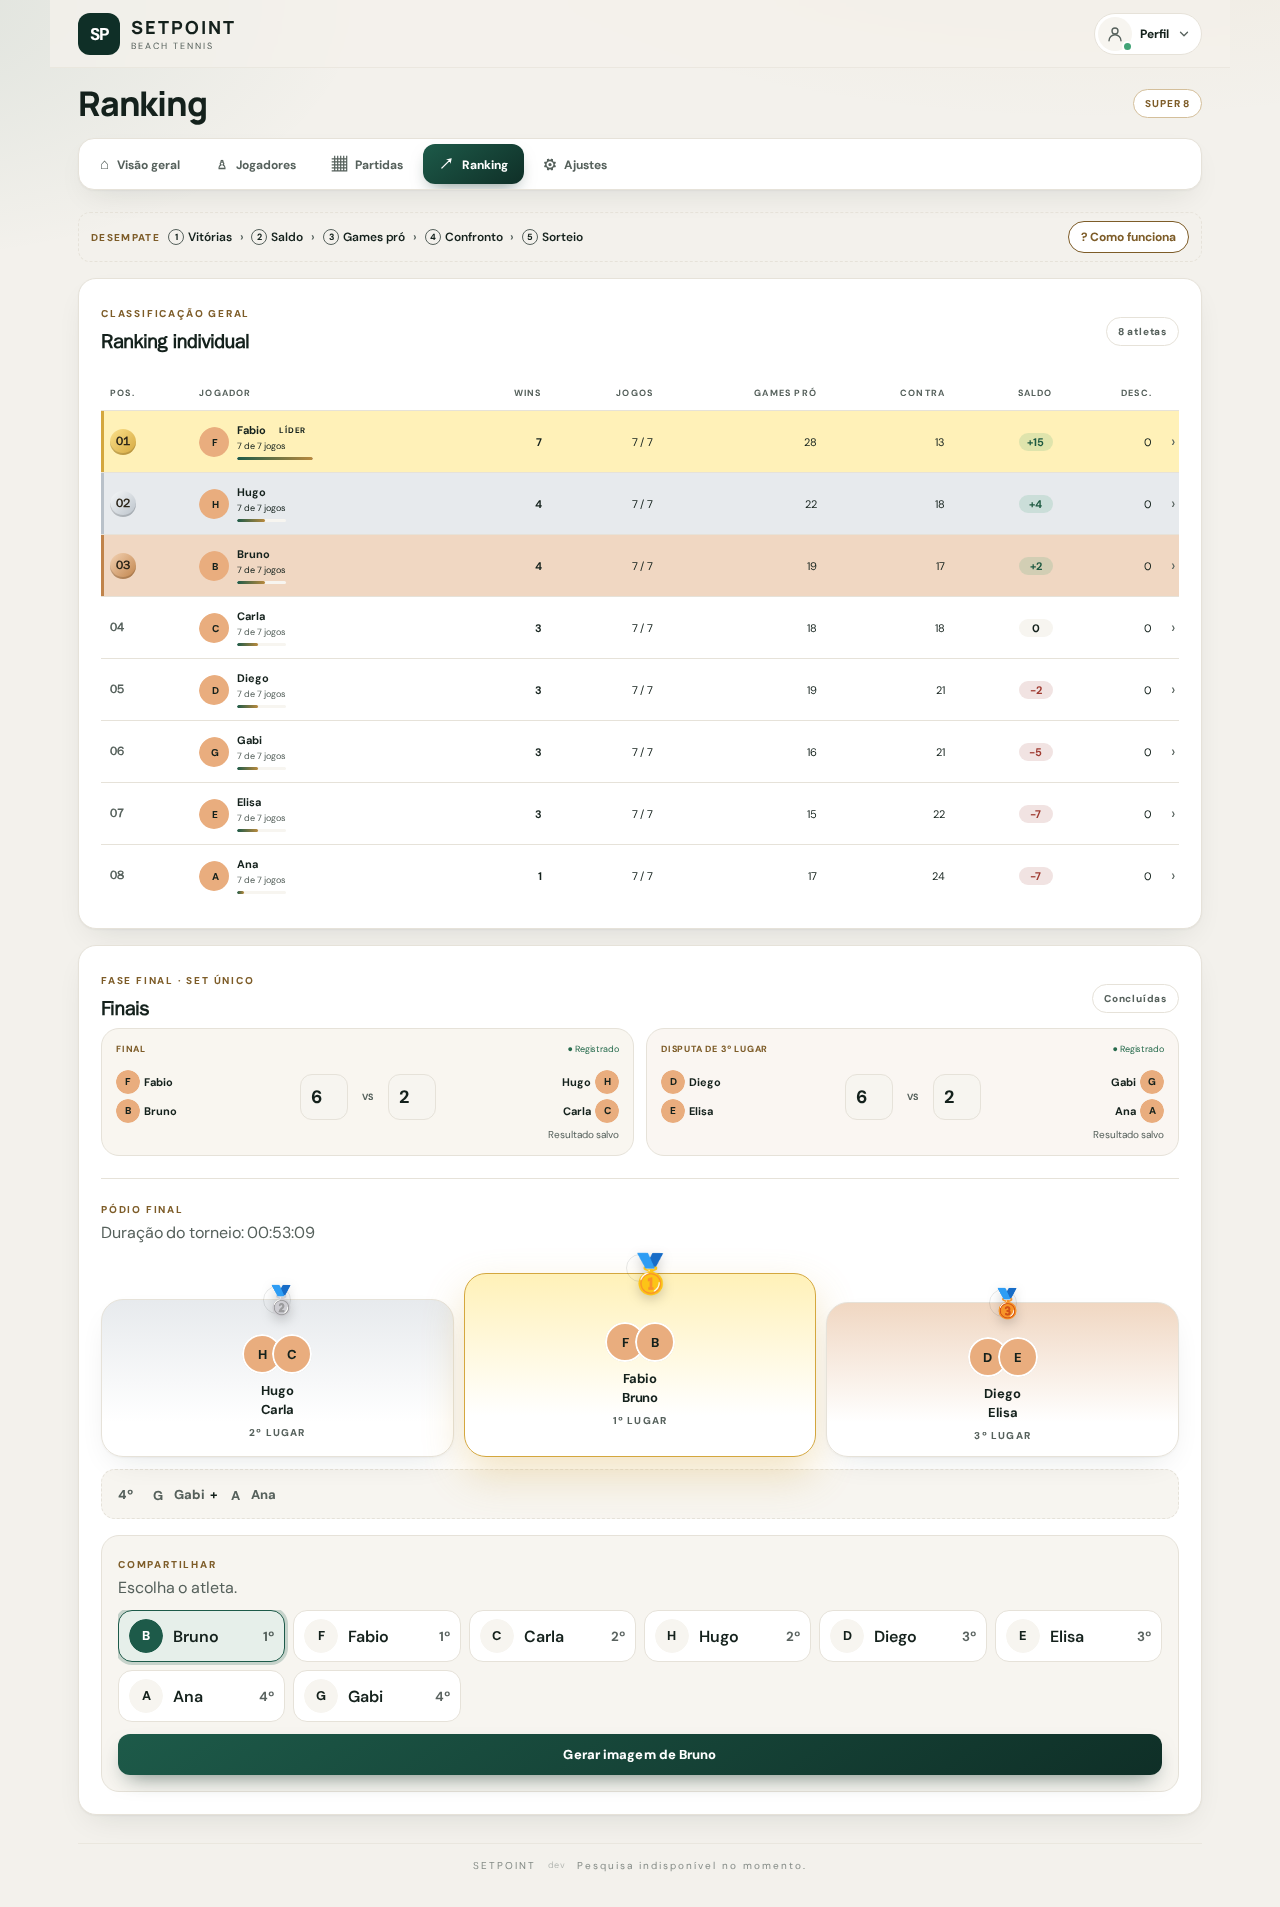 SP SETPOINT
BEACH TENNIS
Perfil
Ranking
SUPER 8
Visão geral Jogadores Partidas Ranking Ajustes
DESEMPATE 1 Vitórias › 2 Saldo › 3 Games pró › 4 Confronto › 5 Sorteio ? Como funciona
CLASSIFICAÇÃO GERAL
Ranking individual
8 atletas
POS. JOGADOR WINS JOGOS GAMES PRÓ CONTRA SALDO DESC.
01 F Fabio LÍDER 7 de 7 jogos 7 7 / 7 28 13 +15 0 ›
02 H Hugo 7 de 7 jogos 4 7 / 7 22 18 +4 0 ›
03 B Bruno 7 de 7 jogos 4 7 / 7 19 17 +2 0 ›
04 C Carla 7 de 7 jogos 3 7 / 7 18 18 0 0 ›
05 D Diego 7 de 7 jogos 3 7 / 7 19 21 -2 0 ›
06 G Gabi 7 de 7 jogos 3 7 / 7 16 21 -5 0 ›
07 E Elisa 7 de 7 jogos 3 7 / 7 15 22 -7 0 ›
08 A Ana 7 de 7 jogos 1 7 / 7 17 24 -7 0 ›
FASE FINAL · SET ÚNICO
Finais
Concluídas
FINAL ● Registrado
F Fabio
B Bruno
6 VS 2
Hugo H
Carla C
Resultado salvo
DISPUTA DE 3º LUGAR ● Registrado
D Diego
E Elisa
6 VS 2
Gabi G
Ana A
Resultado salvo
PÓDIO FINAL
Duração do torneio: 00:53:09
2
H C
Hugo
Carla
2º LUGAR
1
F B
Fabio
Bruno
1º LUGAR
3
D E
Diego
Elisa
3º LUGAR
4º G Gabi + A Ana
COMPARTILHAR
Escolha o atleta.
B Bruno 1º F Fabio 1º C Carla 2º H Hugo 2º D Diego 3º E Elisa 3º
A Ana 4º G Gabi 4º
Gerar imagem de Bruno
SETPOINT dev Pesquisa indisponível no momento.